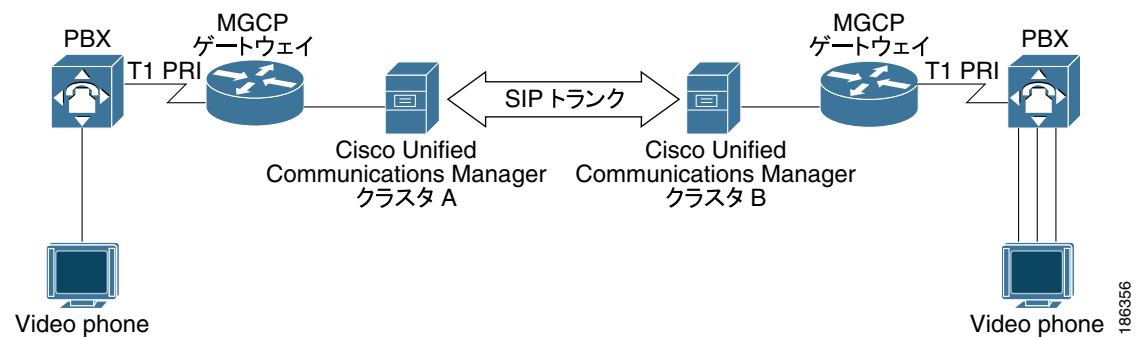 PBX
T1 PRI
MGCP
ゲートウェイ
Cisco Unified
Communications Manager
クラスタ A
SIP トランク
Cisco Unified
Communications Manager
クラスタ B
MGCP
ゲートウェイ
T1 PRI
PBX
Video phone
Video phone
186356